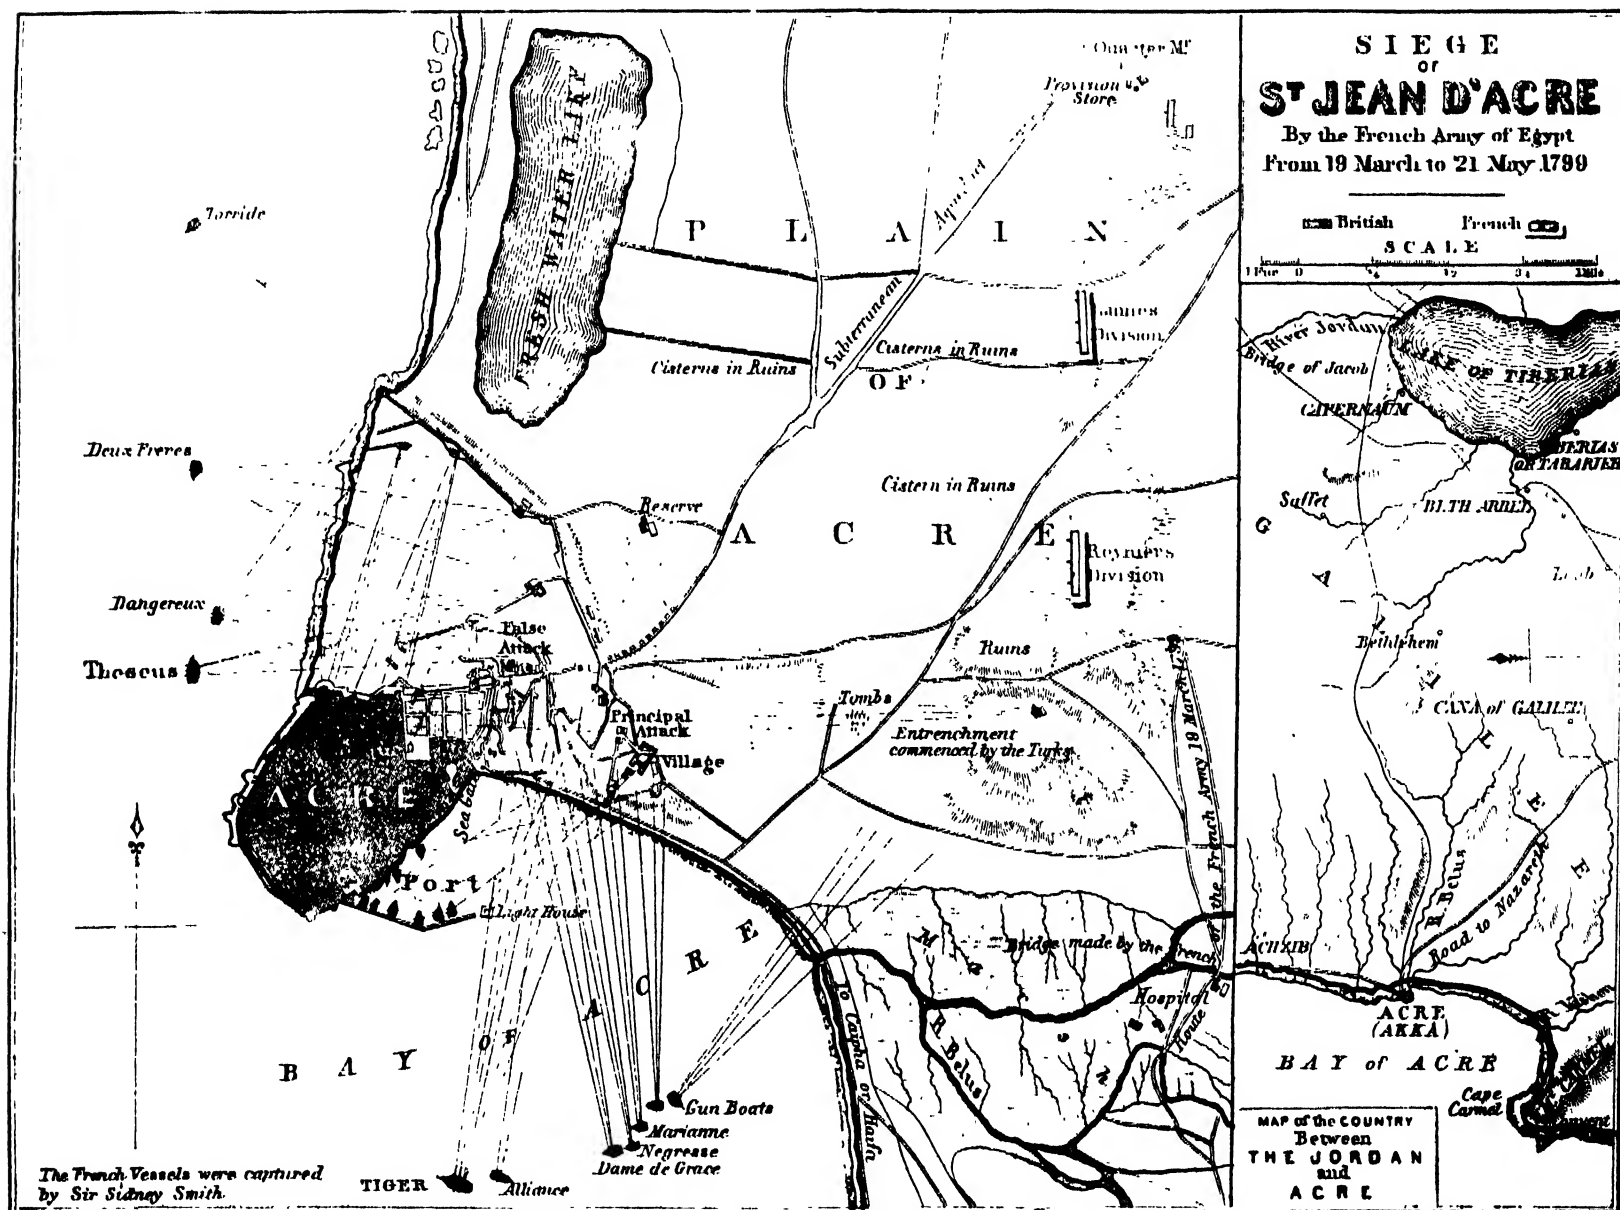 SIEGE
OF
ST JEAN D'ACRE
By the French Army of Egypt
From 19 March to 21 May 1799
British French
SCALE
Provision
Store
Torride
FRESH WATER LAKE
PLAIN
Aqueduct
Subterranean
Cisterns in Ruins
Cisterns in Ruins
OF
Division
Deux Freres
Cistern in Ruins
Reserve
ACRE
Reyniers
Division
Dangereux
Theseus
False
Attack
Ruins
Tombs
Principal
Attack
Village
Entrenchment
commenced by the Turks
of the French Army 19 March
ACRE
Port
Light House
Bridge made by the French
Hospital
Route
R. Belus
To Caipha or Haifa
BAY OF ACRE
Gun Boats
Marianne
Negresse
Dame de Grace
TIGER
Alliance
The French Vessels were captured
by Sir Sidney Smith.
River Jordan
Bridge of Jacob
LAKE OF TIBERIAS
CAPERNAUM
OR TABARIEH
Saffet
GALILEE
Bethlehem
CANA of GALILEE
R. Belus
Road to Nazareth
ACHZIB
ACRE
(AKKA)
BAY of ACRE
Cape
Carmel
MAP of the COUNTRY
Between
THE JORDAN
and
ACRE